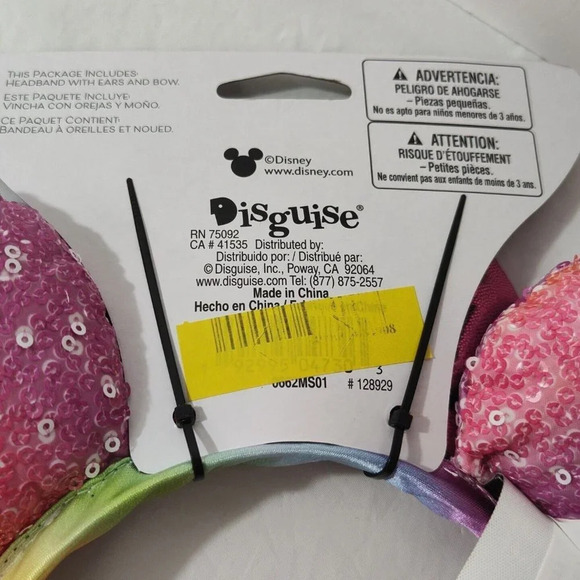 THIS PACKAGE INCLUDES:
HEADBAND WITH EARS AND BOW.
ESTE PAQUETE INCLUYE:
VINCHA CON OREJAS Y MOÑO.
CE PAQUET CONTIENT:
BANDEAU À OREILLES ET NOUED.
ADVERTENCIA:
PELIGRO DE AHOGARSE
– Piezas pequeñas.
No es apto para niños menores de 3 años.
ATTENTION:
RISQUE D'ÉTOUFFEMENT
– Petites pièces.
Ne convient pas aux enfants de moins de 3 ans.
©Disney
www.disney.com
Disguise®
RN 75092
CA # 41535 Distributed by:
Distribuido por: / Distribué par:
© Disguise, Inc., Poway, CA 92064
www.disguise.com Tel: (877) 875-2557
Made in China
Hecho en China /
3
0662MS01 # 128929